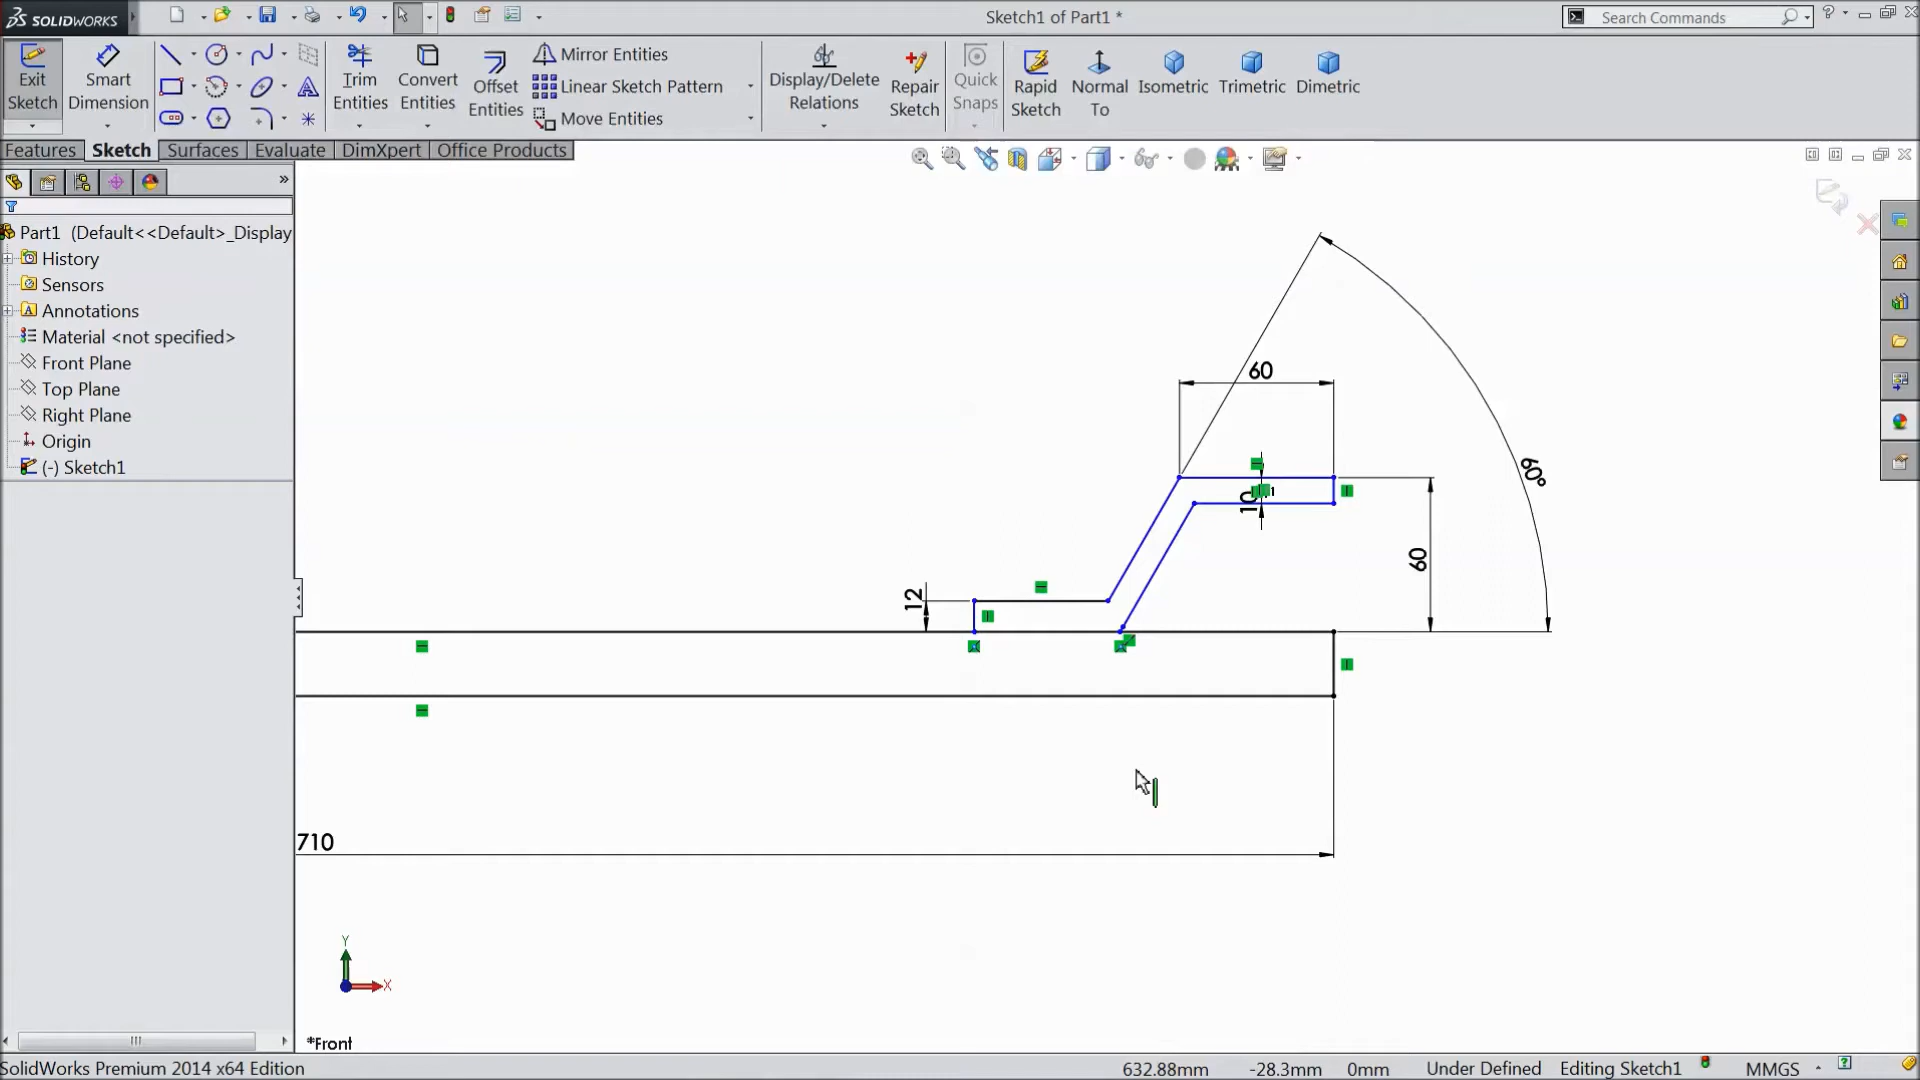 SOLIDWORKS
Sketch1 of Part1 *
Search Commands
Exit Sketch
Smart Dimension
Trim Entities
Convert Entities
Offset Entities
Mirror Entities
Linear Sketch Pattern
Move Entities
Display/Delete Relations
Repair Sketch
Quick Snaps
Rapid Sketch
Normal To
Isometric
Trimetric
Dimetric
Features Sketch Surfaces Evaluate DimXpert Office Products
Part1 (Default<<Default>_Display
History
Sensors
Annotations
Material <not specified>
Front Plane
Top Plane
Right Plane
Origin
(-) Sketch1
60
60°
10
1
60
12
710
Y
X
*Front
SolidWorks Premium 2014 x64 Edition
632.88mm -28.3mm 0mm Under Defined Editing Sketch1 MMGS